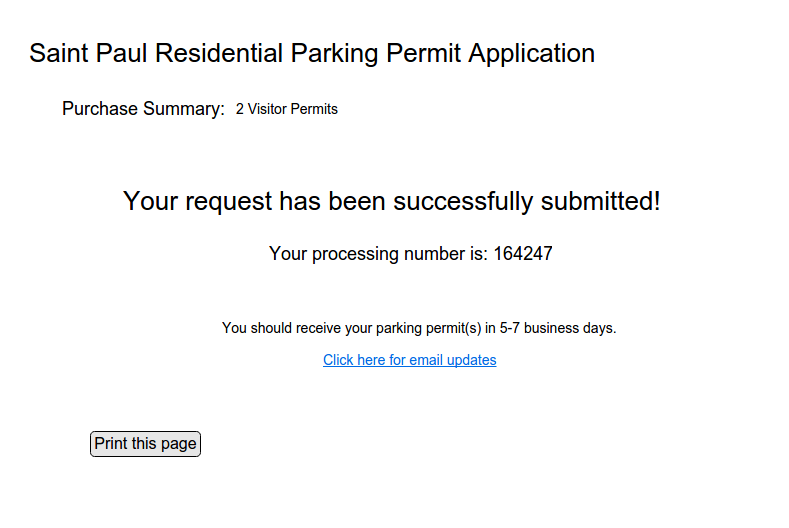 Saint Paul Residential Parking Permit Application
Purchase Summary: 2 Visitor Permits
Your request has been successfully submitted!
Your processing number is: 164247
You should receive your parking permit(s) in 5-7 business days.
Click here for email updates
Print this page